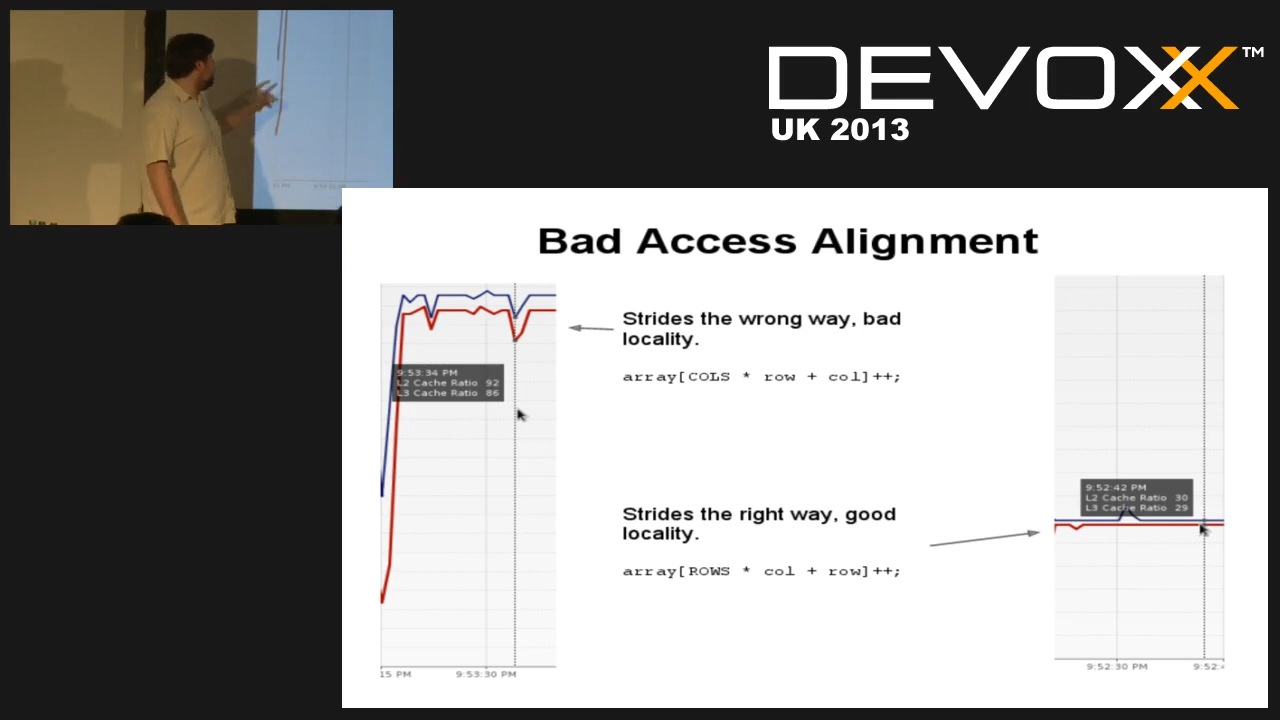 DEVOXX™
UK 2013
Bad Access Alignment
Strides the wrong way, bad
locality.
array[COLS * row + col]++;
9:53:34 PM
L2 Cache Ratio 92
L3 Cache Ratio 86
9:52:42 PM
L2 Cache Ratio 30
L3 Cache Ratio 29
Strides the right way, good
locality.
array[ROWS * col + row]++;
15 PM
9:53:30 PM
9:52:30 PM
9:52:4